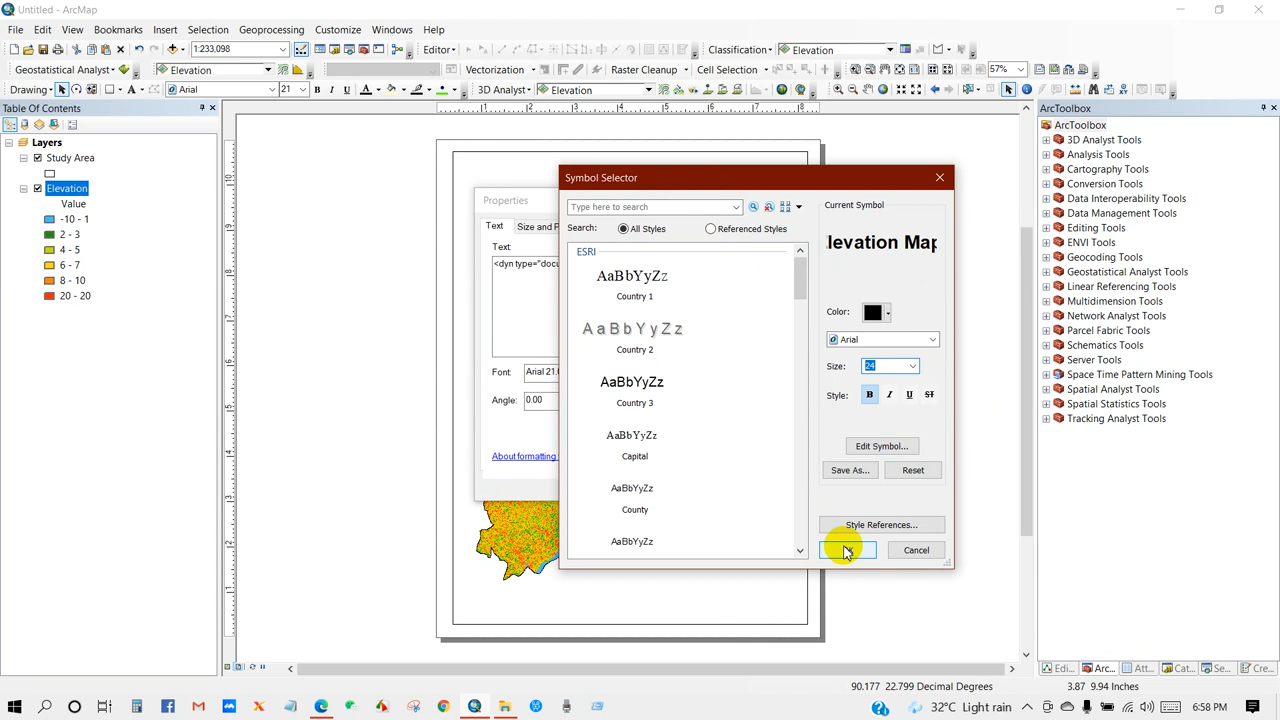 Untitled - ArcMap
File Edit View Bookmarks Insert Selection Geoprocessing Customize Windows Help
1:233,098 Editor Classification Elevation
Geostatistical Analyst Elevation Vectorization Raster Cleanup Cell Selection 57%
Drawing A Arial 21 B I U A 3D Analyst Elevation
Table Of Contents
Layers
Study Area
Elevation
Value
-10 - 1
2 - 3
4 - 5
6 - 7
8 - 10
20 - 20
Properties
Text Size and P
Text:
<dyn type="docu
Font: Arial 21.0
Angle: 0.00
About formatting
Symbol Selector
Type here to search
Search: All Styles Referenced Styles
ESRI
AaBbYyZz
Country 1
AaBbYyZz
Country 2
AaBbYyZz
Country 3
AaBbYyZz
Capital
AaBbYyZz
County
AaBbYyZz
Current Symbol
levation Map
Color:
Arial
Size: 24
Style: B I U ST
Edit Symbol...
Save As... Reset
Style References...
Cancel
ArcToolbox
ArcToolbox
3D Analyst Tools
Analysis Tools
Cartography Tools
Conversion Tools
Data Interoperability Tools
Data Management Tools
Editing Tools
ENVI Tools
Geocoding Tools
Geostatistical Analyst Tools
Linear Referencing Tools
Multidimension Tools
Network Analyst Tools
Parcel Fabric Tools
Schematics Tools
Server Tools
Space Time Pattern Mining Tools
Spatial Analyst Tools
Spatial Statistics Tools
Tracking Analyst Tools
Edi... Arc... Att... Cat... Se... Cre...
90.177 22.799 Decimal Degrees 3.87 9.94 Inches
32°C Light rain 6:58 PM